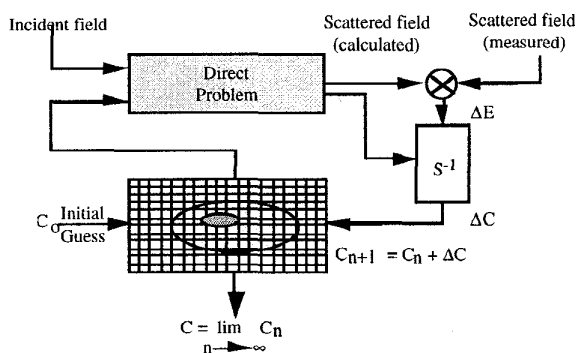 Incident field
Scattered field
(calculated)
Scattered field
(measured)
Direct
Problem
ΔE
S-1
ΔC
Co Initial
Guess
Cn+1 = Cn + ΔC
C = lim Cn
n → ∞